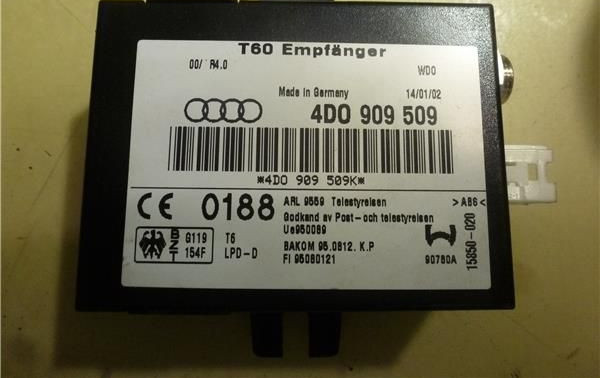 T60 Empfänger
00/ R4.0
WDO
Made in Germany
14/01/02
4D0 909 509
*4D0 909 509K*
CE 0188
ARL 9559 Telestyrelsen
Godkand av Post-och telestyrelsen
Ue950089
BAKOM 95.0812. K.P
FI 95080121
BZT
G119
154F
T6
LPD-D
90780A
>ABS<
15850-020